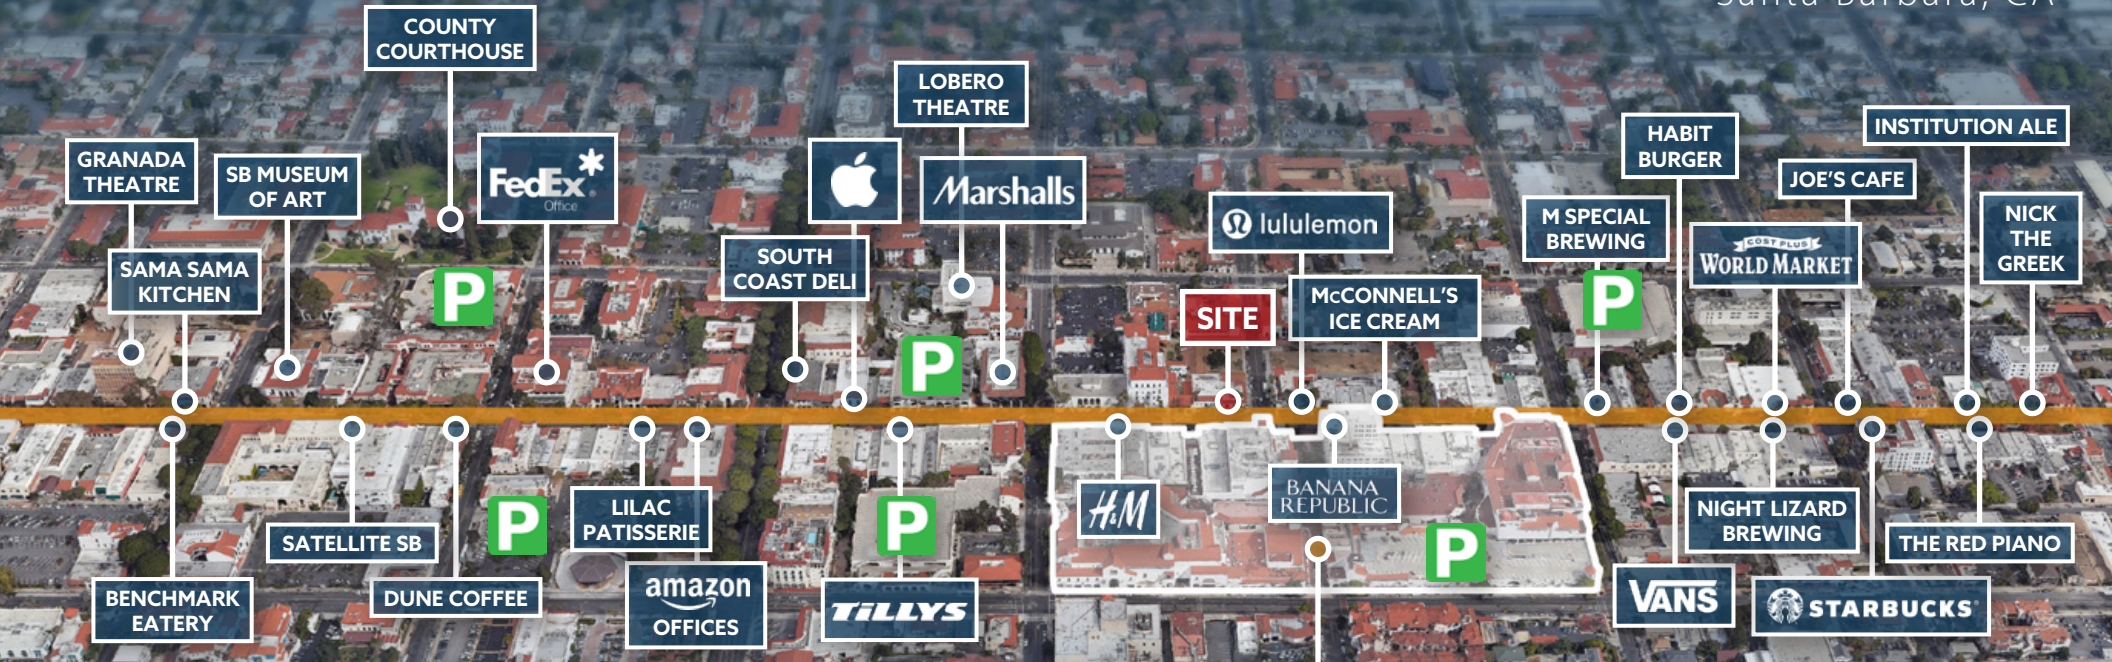 Santa Barbara, CA
COUNTY
COURTHOUSE
LOBERO
THEATRE
GRANADA
THEATRE
SB MUSEUM
OF ART
FedEx
Office
Marshalls
HABIT
BURGER
INSTITUTION ALE
JOE'S CAFE
SAMA SAMA
KITCHEN
SOUTH
COAST DELI
lululemon
M SPECIAL
BREWING
COST PLUS
WORLD MARKET
NICK
THE
GREEK
P
P
P
SITE
McCONNELL'S
ICE CREAM
SATELLITE SB
P
LILAC
PATISSERIE
P
H&M
BANANA
REPUBLIC
P
NIGHT LIZARD
BREWING
THE RED PIANO
BENCHMARK
EATERY
DUNE COFFEE
amazon
OFFICES
TILLYS
VANS
STARBUCKS